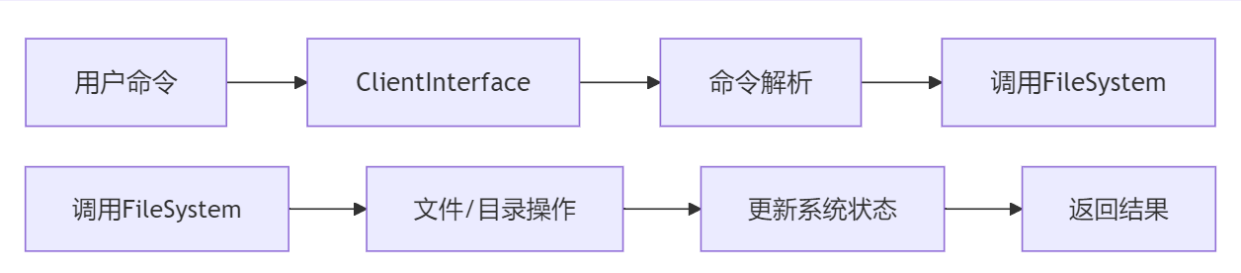 用户命令
ClientInterface
命令解析
调用FileSystem
调用FileSystem
文件/目录操作
更新系统状态
返回结果